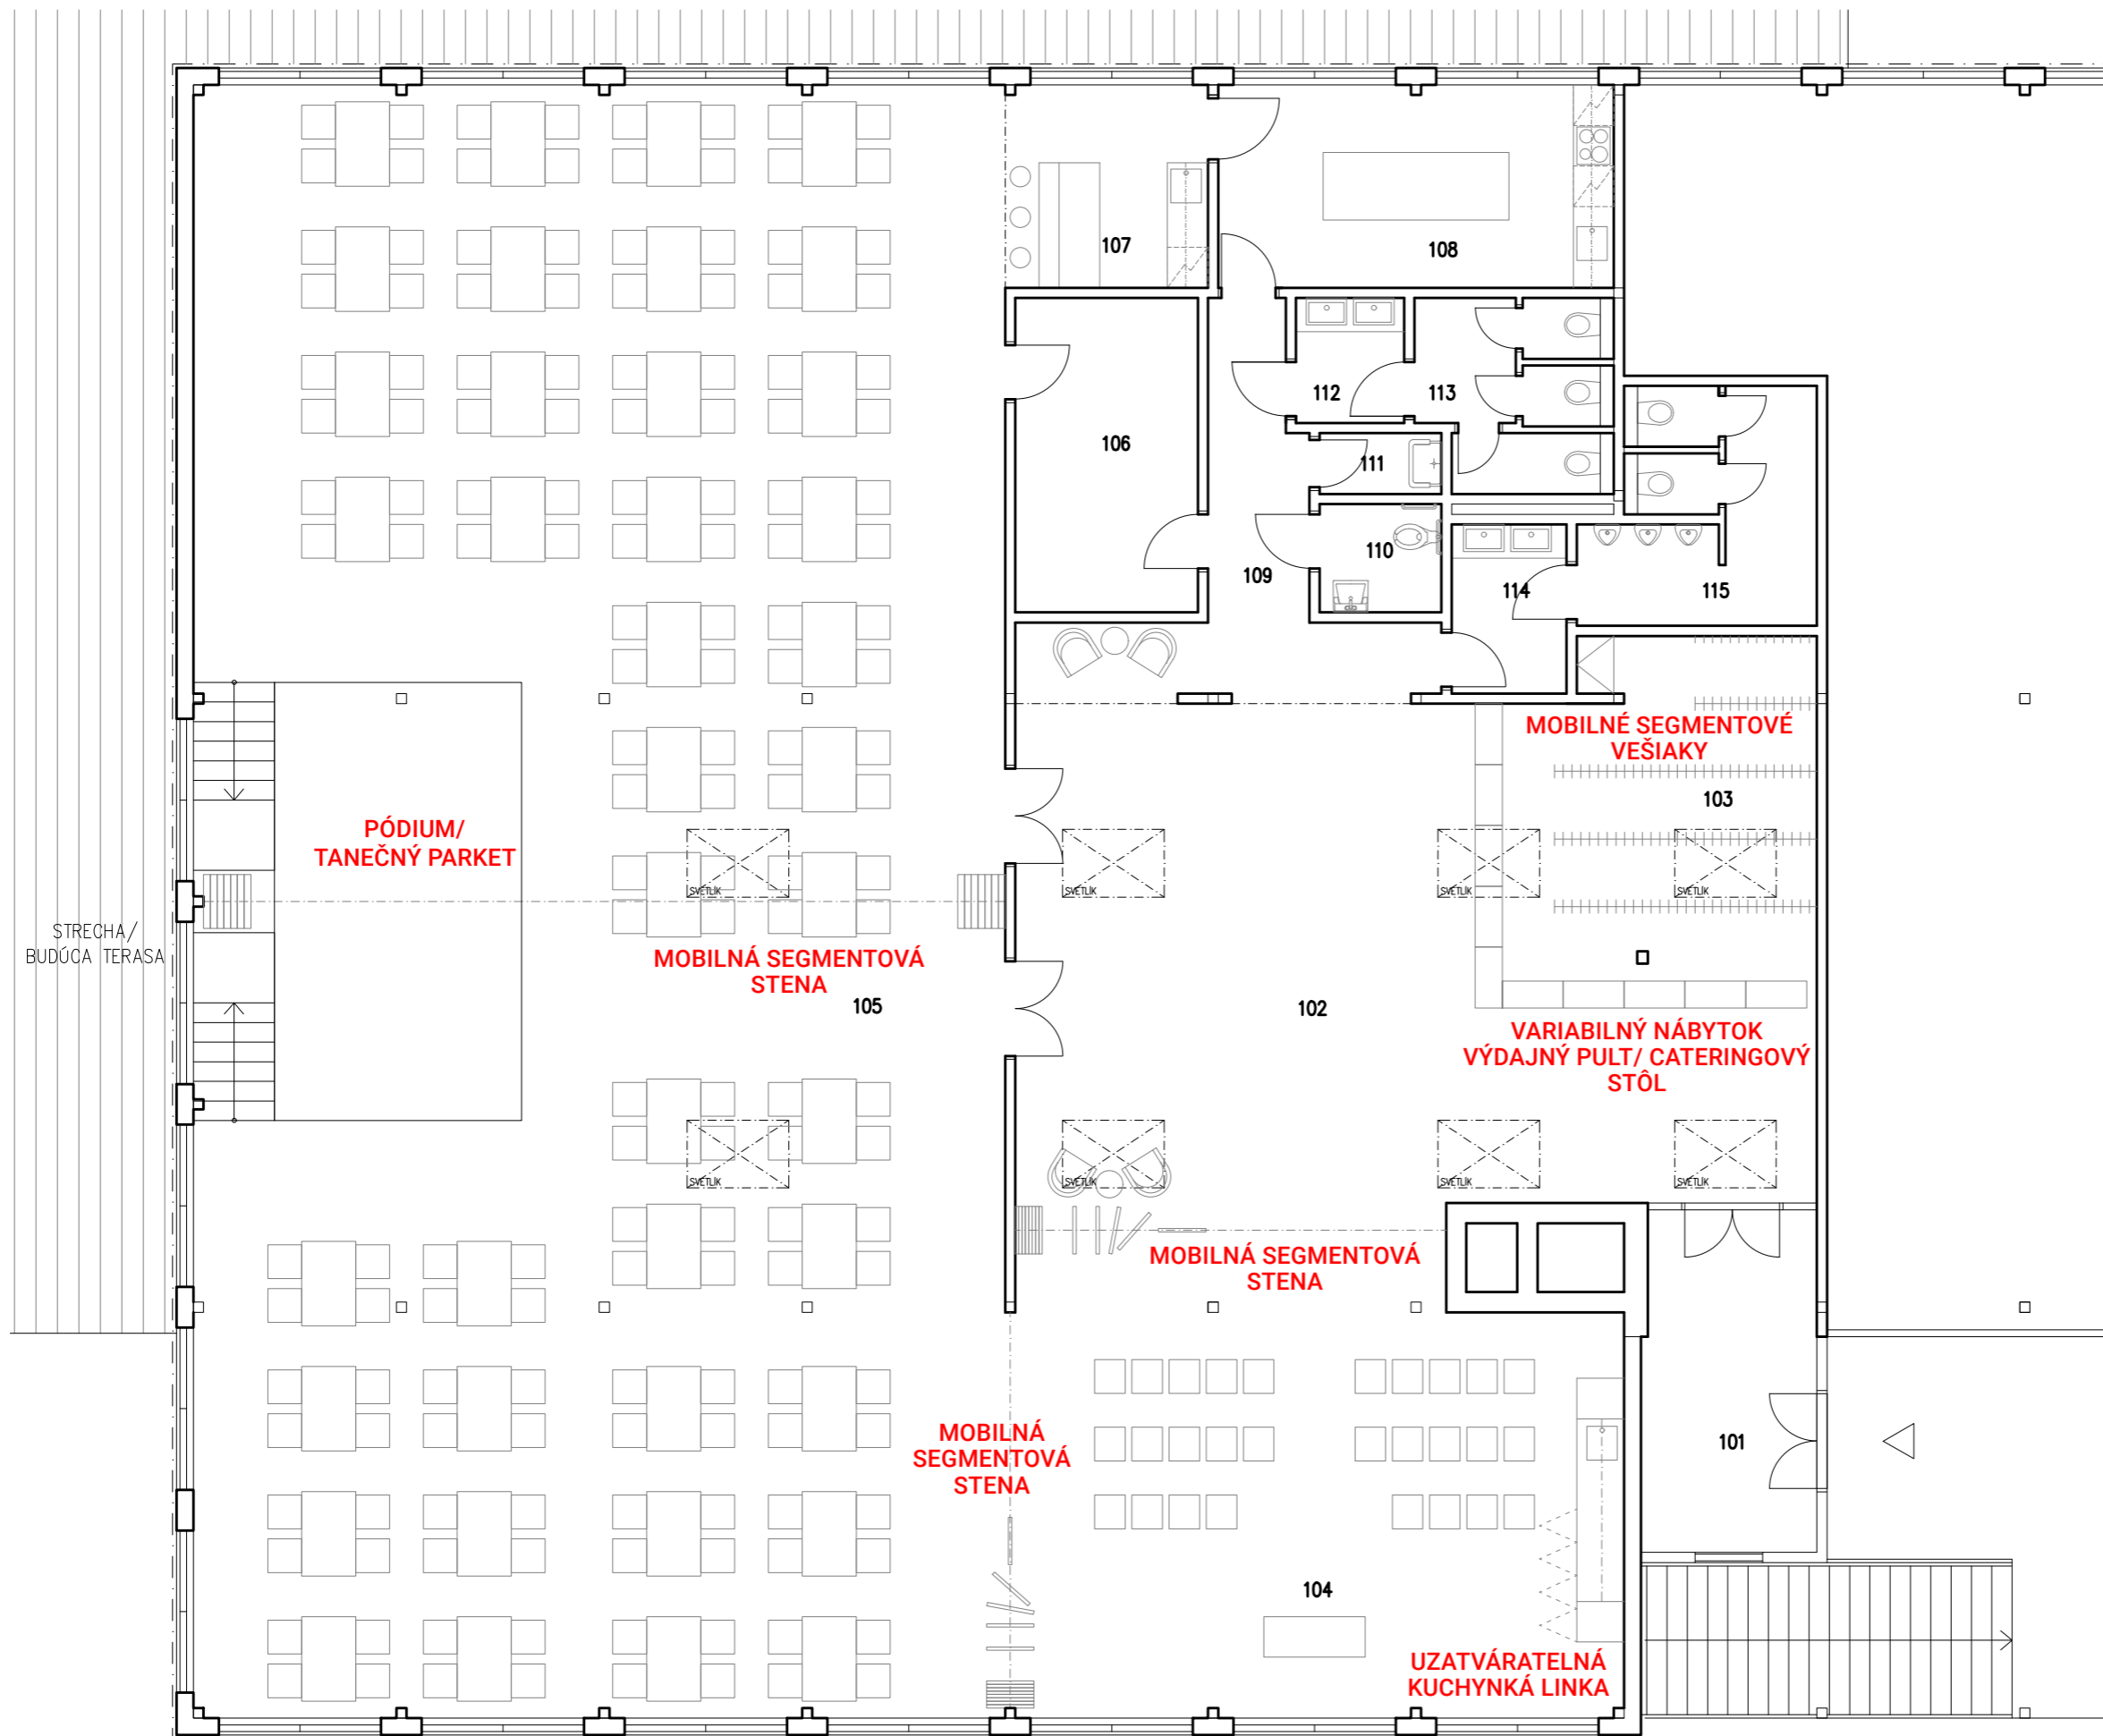 107
108
112
113
106
111
110
109
114
115
MOBILNÉ SEGMENTOVÉ
VEŠIAKY
103
PÓDIUM/
TANEČNÝ PARKET
SVETLÍK
SVETLÍK
SVETLÍK
SVETLÍK
STRECHA/
BUDÚCA TERASA
MOBILNÁ SEGMENTOVÁ
STENA
105
102
VARIABILNÝ NÁBYTOK
VÝDAJNÝ PULT/ CATERINGOVÝ
STÔL
SVETLÍK
SVETLÍK
SVETLÍK
SVETLÍK
MOBILNÁ SEGMENTOVÁ
STENA
MOBILNÁ
SEGMENTOVÁ
STENA
101
104
UZATVÁRATELNÁ
KUCHYNKÁ LINKA